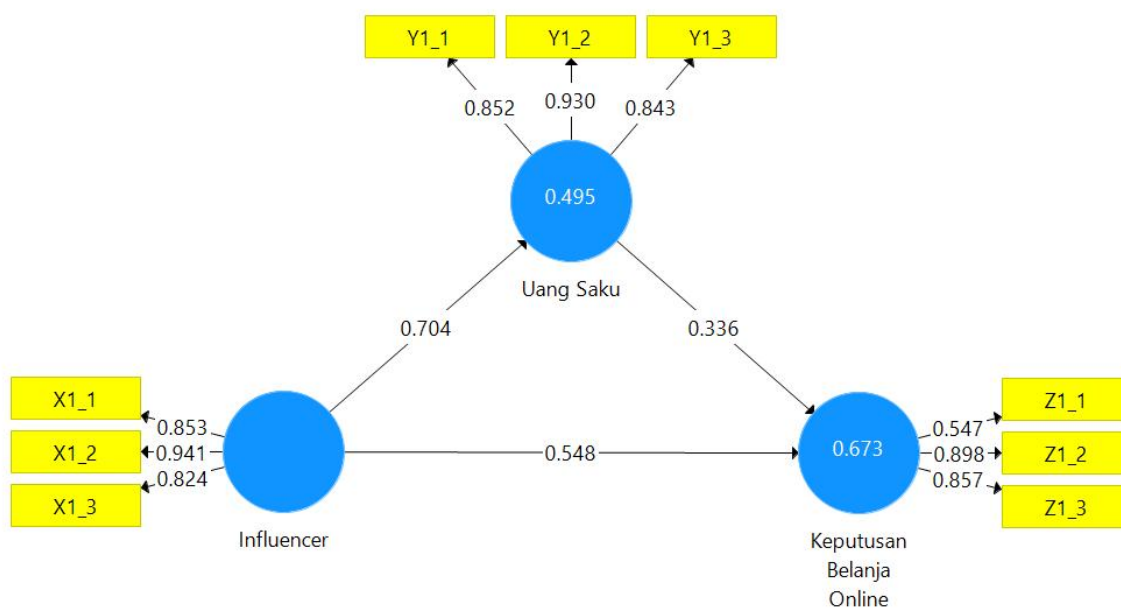 Y1_1 Y1_2 Y1_3
0.852 0.930 0.843
0.495
Uang Saku
0.704 0.336
X1_1
X1_2
X1_3
0.853
0.941
0.824
Influencer
0.548
0.673
Keputusan
Belanja
Online
0.547
0.898
0.857
Z1_1
Z1_2
Z1_3